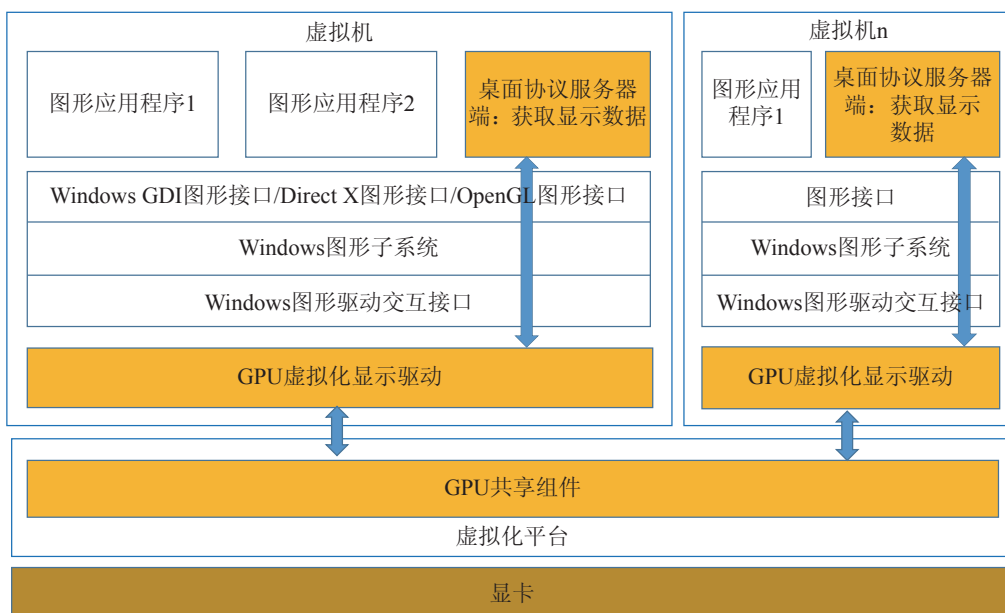 虚拟机
图形应用程序1
图形应用程序2
桌面协议服务器
端：获取显示数据
Windows GDI图形接口/Direct X图形接口/OpenGL图形接口
Windows图形子系统
Windows图形驱动交互接口
GPU虚拟化显示驱动
虚拟机n
图形应用
程序1
桌面协议服务器
端：获取显示
数据
图形接口
Windows图形子系统
Windows图形驱动交互接口
GPU虚拟化显示驱动
GPU共享组件
虚拟化平台
显卡